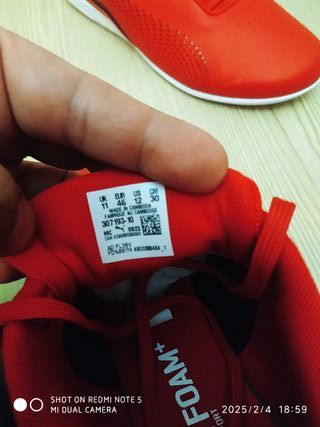 UK EUR US CM
11 46 12 30
MADE IN CAMBODIA
FABRIQUÉ AU CAMBODGE
307193-10
0823
FOAM+
SHOT ON REDMI NOTE 5
MI DUAL CAMERA
2025/2/4 18:59